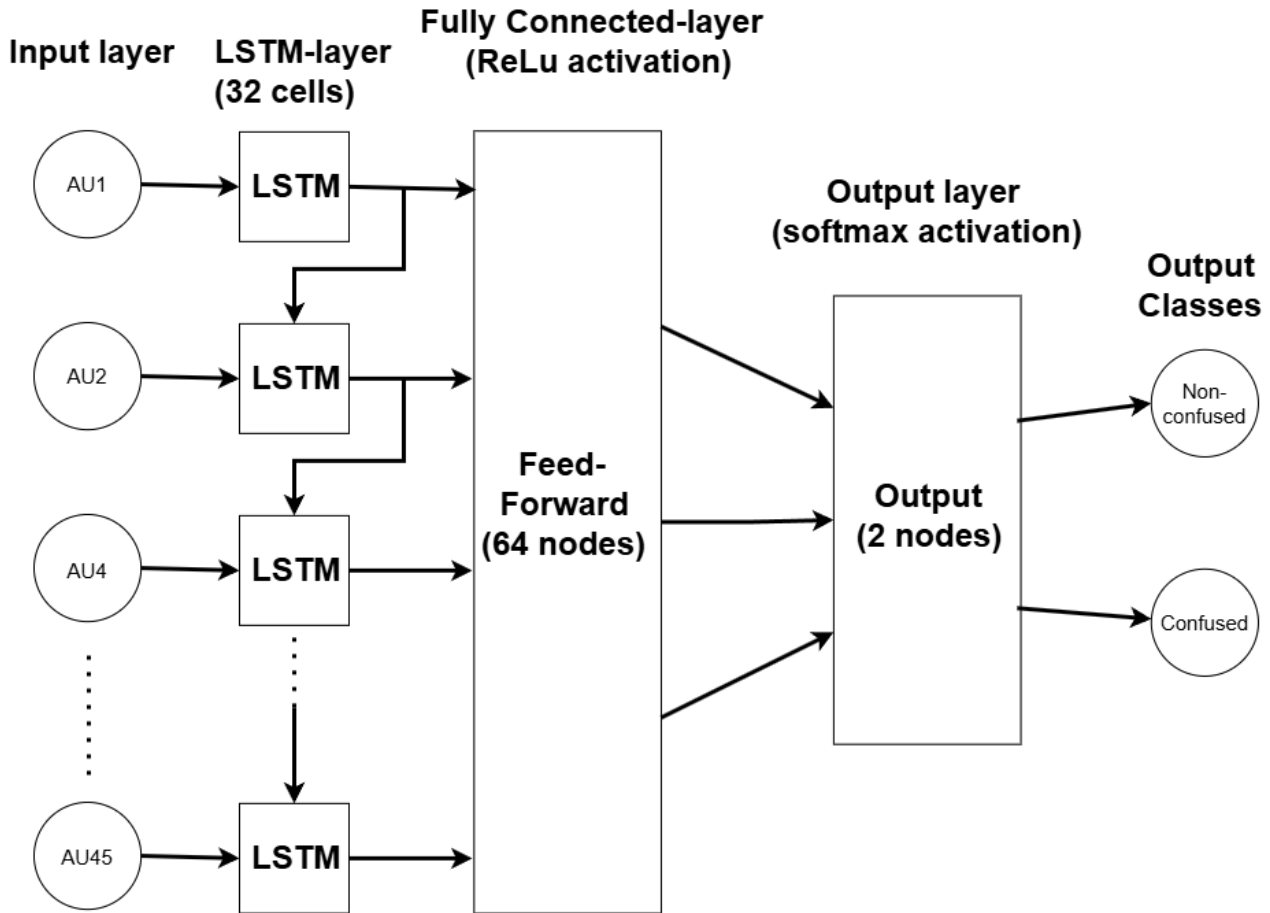 Input layer
LSTM-layer
(32 cells)
Fully Connected-layer
(ReLu activation)
Output layer
(softmax activation)
Output
Classes
AU1
LSTM
AU2
LSTM
AU4
LSTM
AU45
LSTM
Feed-
Forward
(64 nodes)
Output
(2 nodes)
Non-
confused
Confused